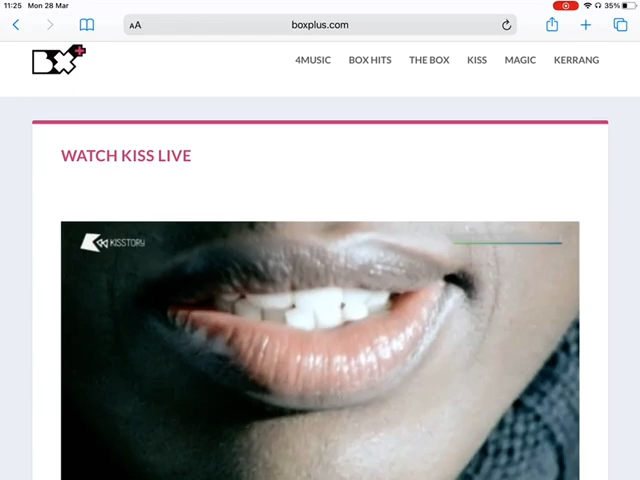 11:25 Mon 28 Mar 35%
AA boxplus.com
BOX+ 4MUSIC BOX HITS THE BOX KISS MAGIC KERRANG
WATCH KISS LIVE
KISSTORY